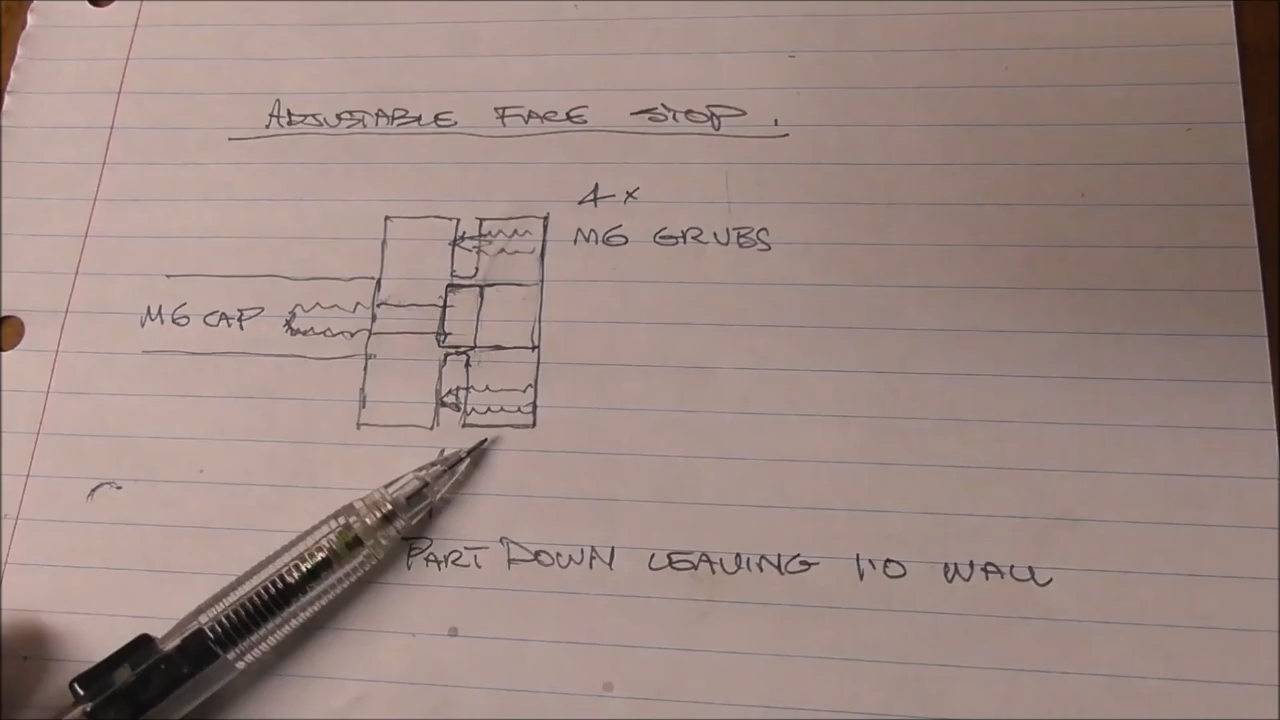 ADJUSTABLE FACE STOP.
4 x
M6 GRUBS
M6 CAP
PART DOWN LEAVING 1.0 WALL